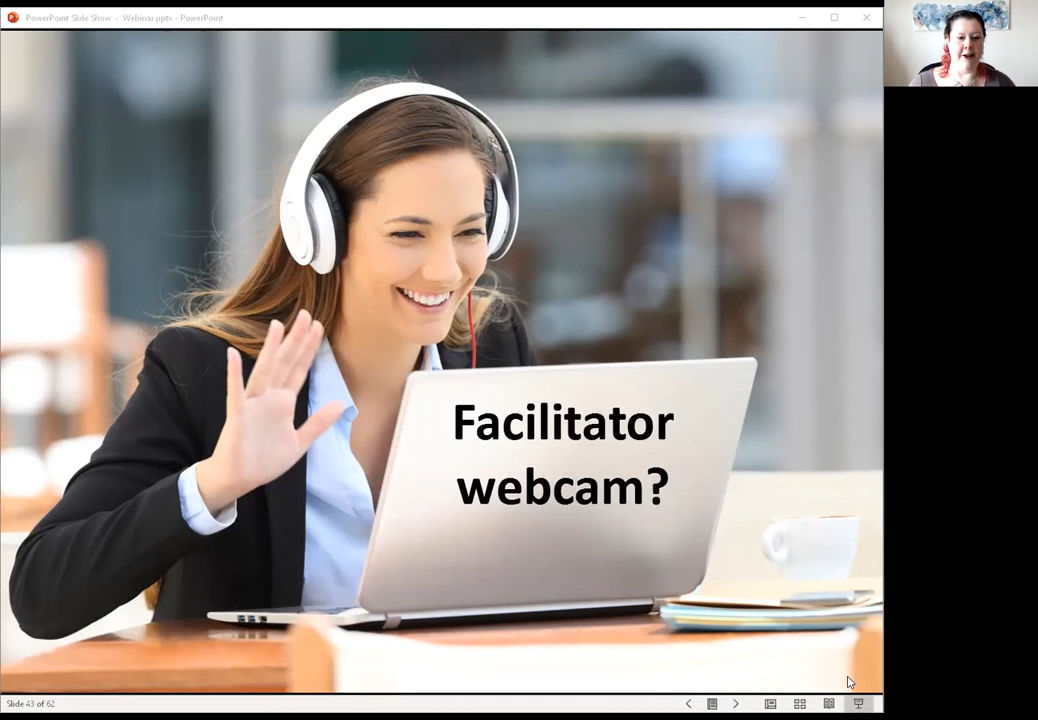 PowerPoint Slide Show - Webinar.pptx - PowerPoint
Facilitator
webcam?
Slide 43 of 62